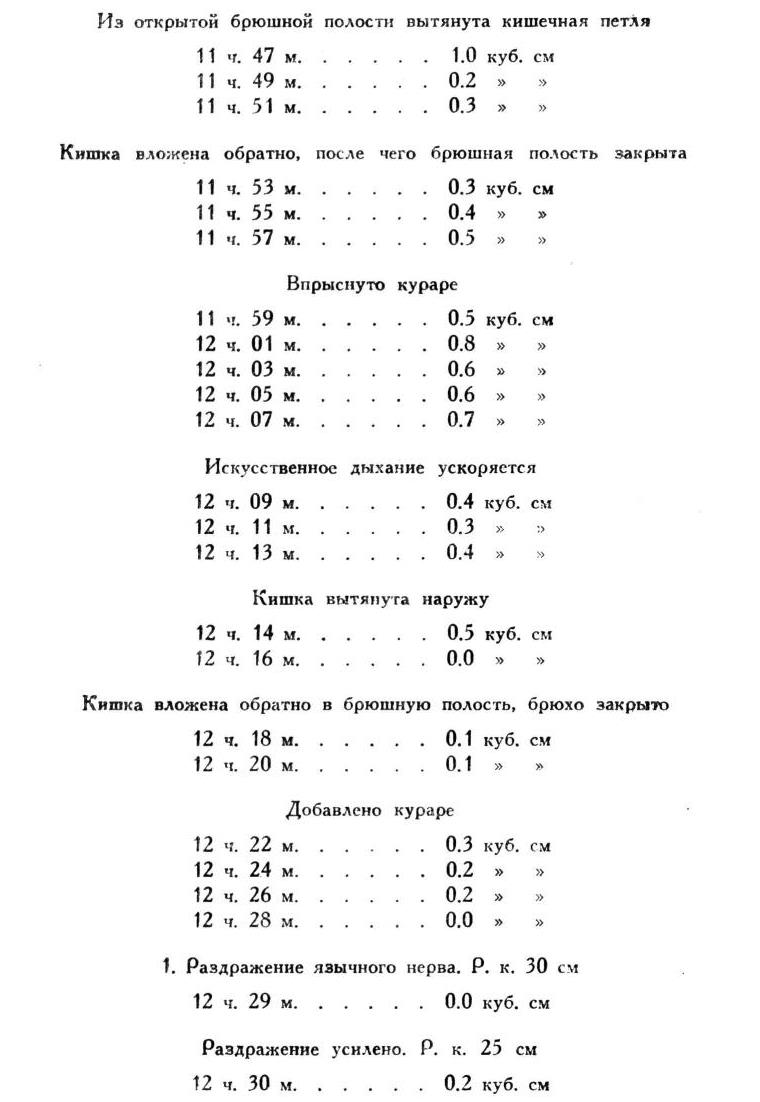 Из открытой брюшной полости вытянута кишечная петля
11 ч. 47 м. . . . . . 1.0 куб. см
11 ч. 49 м. . . . . . 0.2 » »
11 ч. 51 м. . . . . . 0.3 » »
Кишка вложена обратно, после чего брюшная полость закрыта
11 ч. 53 м. . . . . . 0.3 куб. см
11 ч. 55 м. . . . . . 0.4 » »
11 ч. 57 м. . . . . . 0.5 » »
Впрыснуто кураре
11 ч. 59 м. . . . . . 0.5 куб. см
12 ч. 01 м. . . . . . 0.8 » »
12 ч. 03 м. . . . . . 0.6 » »
12 ч. 05 м. . . . . . 0.6 » »
12 ч. 07 м. . . . . . 0.7 » »
Искусственное дыхание ускоряется
12 ч. 09 м. . . . . . 0.4 куб. см
12 ч. 11 м. . . . . . 0.3 » »
12 ч. 13 м. . . . . . 0.4 » »
Кишка вытянута наружу
12 ч. 14 м. . . . . . 0.5 куб. см
12 ч. 16 м. . . . . . 0.0 » »
Кишка вложена обратно в брюшную полость, брюхо закрыто
12 ч. 18 м. . . . . . 0.1 куб. см
12 ч. 20 м. . . . . . 0.1 » »
Добавлено кураре
12 ч. 22 м. . . . . . 0.3 куб. см
12 ч. 24 м. . . . . . 0.2 » »
12 ч. 26 м. . . . . . 0.2 » »
12 ч. 28 м. . . . . . 0.0 » »
1. Раздражение язычного нерва. Р. к. 30 см
12 ч. 29 м. . . . . . 0.0 куб. см
Раздражение усилено. Р. к. 25 см
12 ч. 30 м. . . . . . 0.2 куб. см